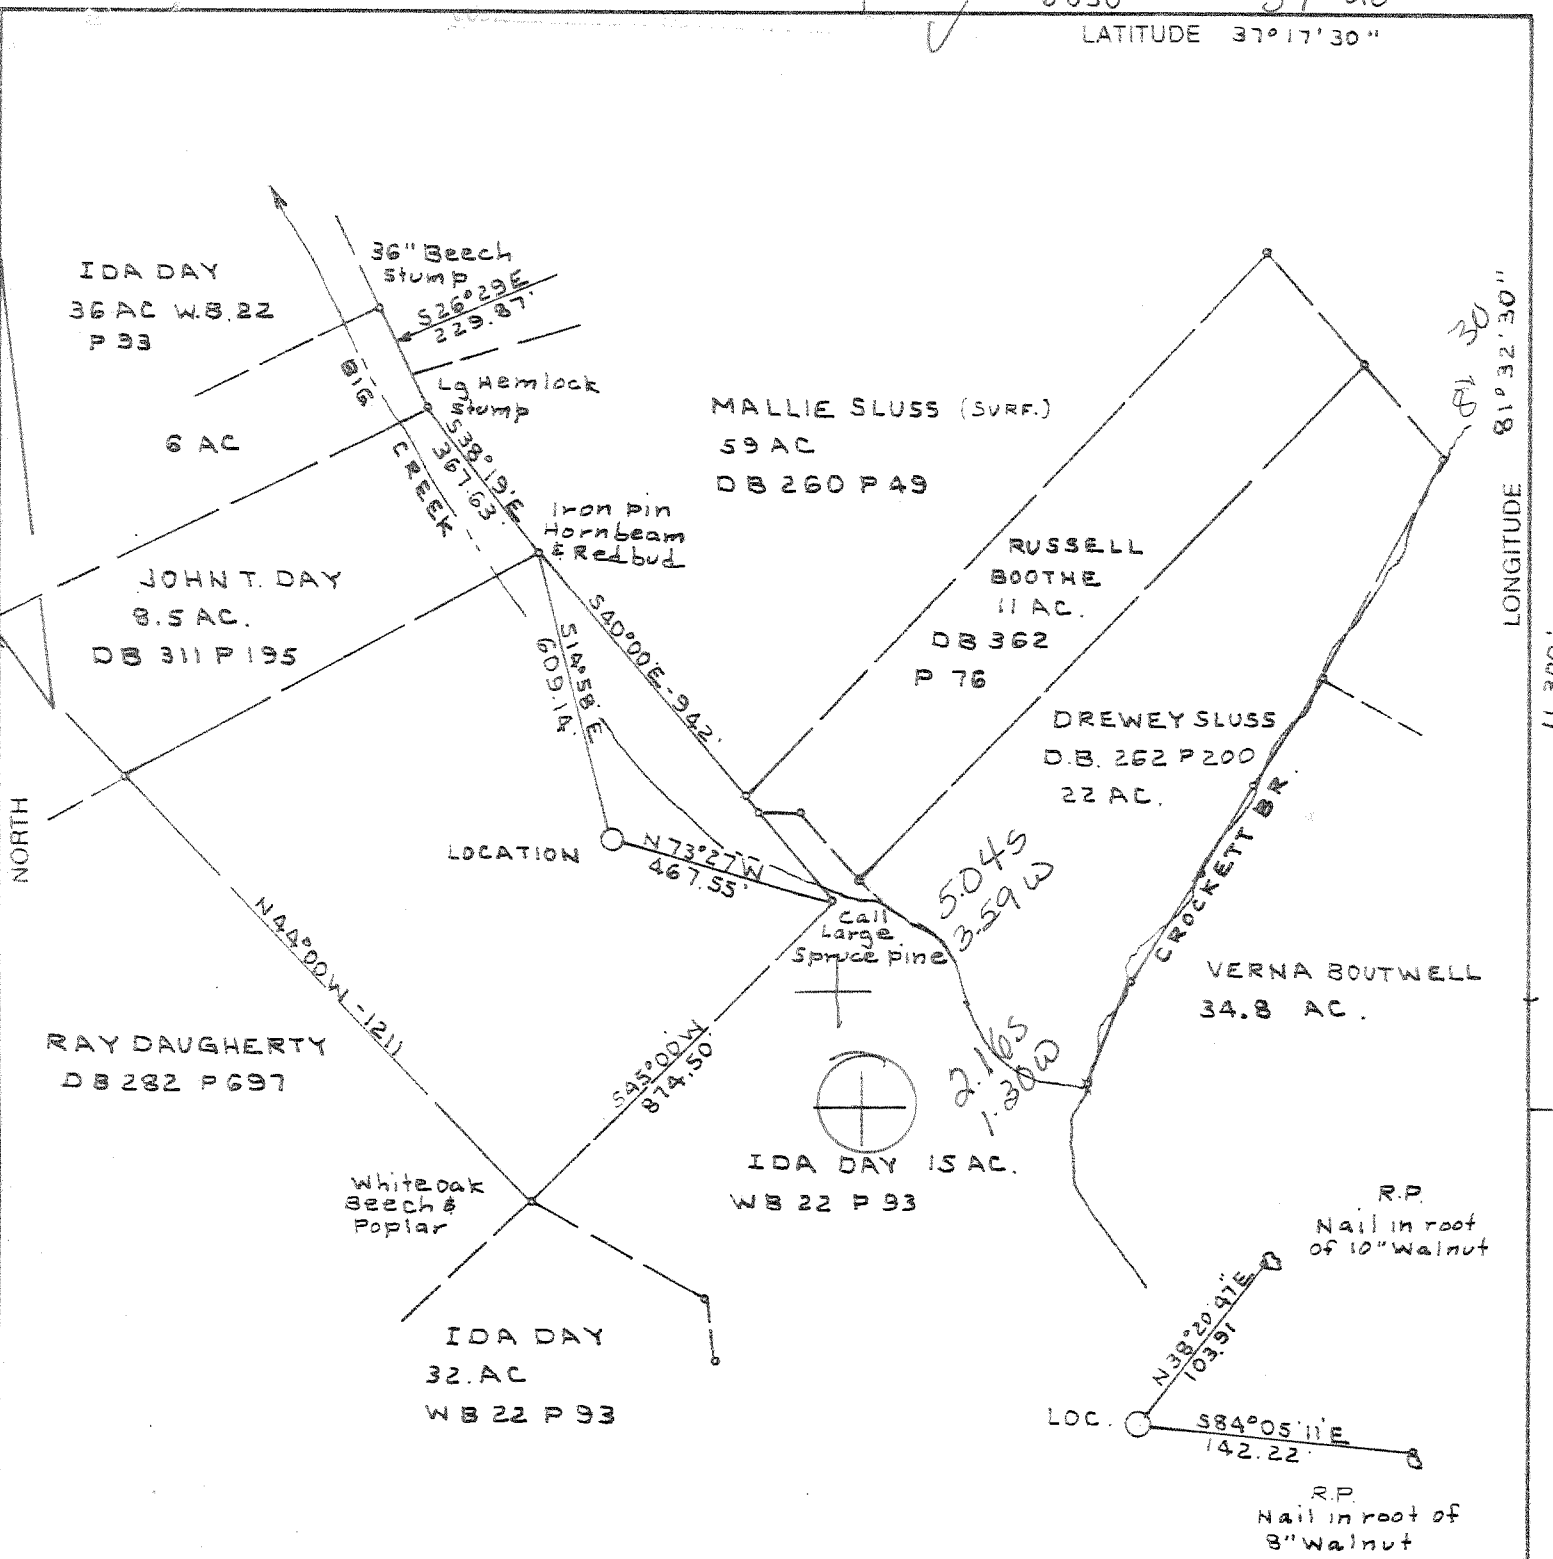 LATITUDE 37°17'30"
IDA DAY
36 AC W.B.22
P 93
36" Beech
Stump
S26°29'E
229.87'
BIG
CREEK
Lg Hemlock
Stump
6 AC
S38°19'E
367.63'
MALLIE SLUSS (SURF.)
59 AC
DB 260 P 49
81 30
LONGITUDE 81°32'30"
Iron pin
Hornbeam
& Redbud
JOHN T. DAY
8.5 AC.
DB 311 P 195
RUSSELL
BOOTHE
11 AC.
DB 362
P 76
S40°00'E-942'
S14°58'E
609.14'
DREWEY SLUSS
D.B. 262 P 200
22 AC.
CROCKETT BR.
NORTH
LOCATION
N73°27'W
467.55'
Call
Large
Spruce pine
5.04S
3.59W
N44°00'W-1211
VERNA BOUTWELL
34.8 AC.
RAY DAUGHERTY
DB 282 P 697
S45°00'W
874.50'
2.16S
1.30W
IDA DAY 15 AC.
WB 22 P 93
Whiteoak
Beech &
Poplar
IDA DAY
32. AC
WB 22 P 93
R.P.
Nail in root
of 10" Walnut
N38°20'47"E
103.91
LOC.
S84°05'11"E
142.22'
R.P.
Nail in root of
8" Walnut